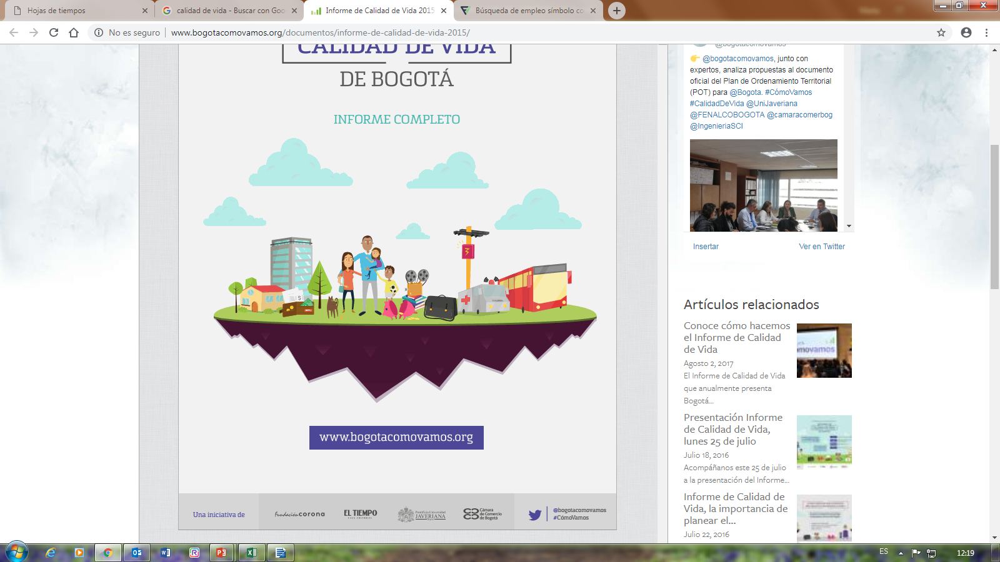 Hojas de tiempos
calidad de vida - Buscar con Goo
Informe de Calidad de Vida 2015
Búsqueda de empleo símbolo co
No es seguro
www.bogotacomovamos.org/documentos/informe-de-calidad-de-vida-2015/
CALIDAD DE VIDA
DE BOGOTÁ
INFORME COMPLETO
www.bogotacomovamos.org
Una iniciativa de
Fundación corona
EL TIEMPO
CASA EDITORIAL
Pontificia Universidad
JAVERIANA
Cámara
de Comercio
de Bogotá
@bogotacomovamos
#CómoVamos
@bogotacomovamos
@bogotacomovamos, junto con
expertos, analiza propuestas al documento
oficial del Plan de Ordenamiento Territorial
(POT) para @Bogota. #CómoVamos
#CalidadDeVida @UniJaveriana
@FENALCOBOGOTA @camaracomerbog
@IngenieriaSCI
Insertar
Ver en Twitter
Artículos relacionados
Conoce cómo hacemos
el Informe de Calidad
de Vida
Agosto 2, 2017
El Informe de Calidad de Vida
que anualmente presenta
Bogotá...
Presentación Informe
de Calidad de Vida,
lunes 25 de julio
Julio 18, 2016
Acompáñanos este 25 de julio
a la presentación del Informe...
Informe de Calidad de
Vida, la importancia de
planear el...
Julio 22, 2016
ES
12:19